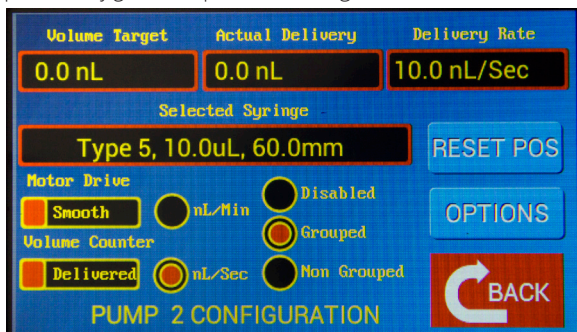 Volume Target Actual Delivery Delivery Rate
0.0 nL 0.0 nL 10.0 nL/Sec
Selected Syringe
Type 5, 10.0uL, 60.0mm RESET POS
Motor Drive Disabled
Smooth nL/Min OPTIONS
Grouped
Volume Counter
Delivered nL/Sec Non Grouped
BACK
PUMP 2 CONFIGURATION